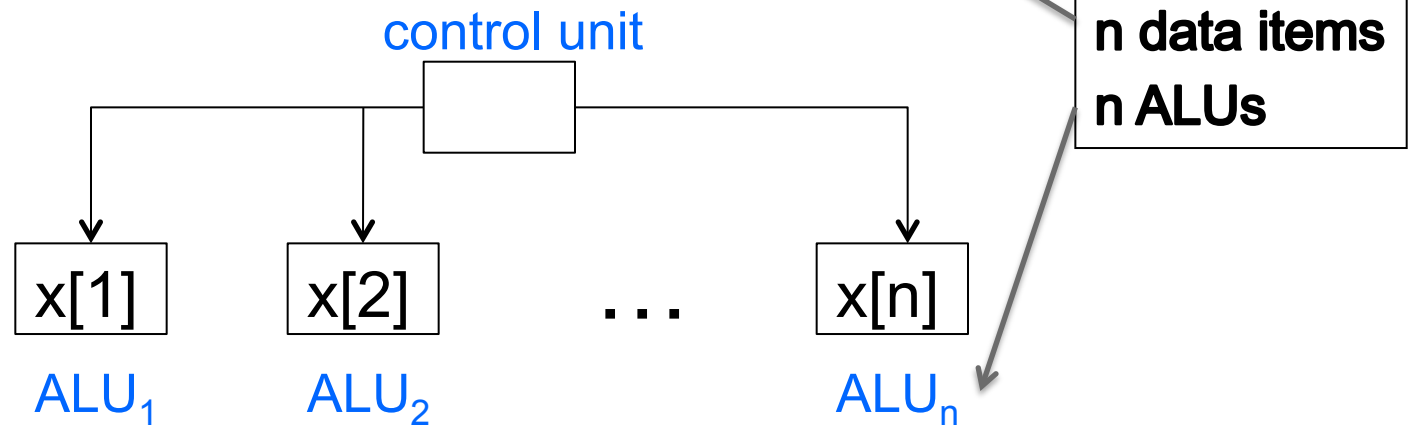 control unit
n data items
n ALUs
x[1] x[2] ... x[n]
ALU₁ ALU₂ ALUₙ